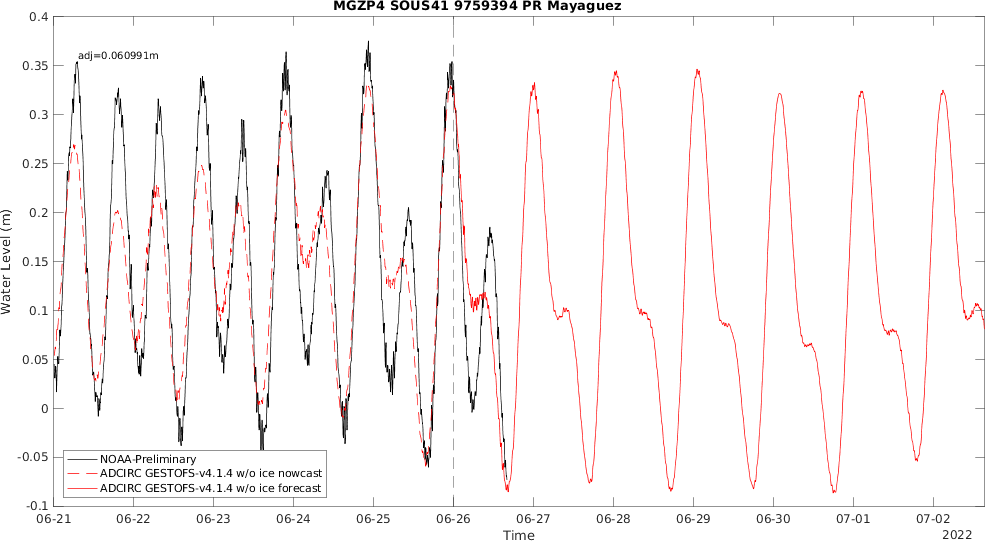 MGZP4 SOUS41 9759394 PR Mayaguez
adj=0.060991m
0.4
0.35
0.3
0.25
0.2
0.15
0.1
0.05
0
-0.05
-0.1
Water Level (m)
NOAA-Preliminary
ADCIRC GESTOFS-v4.1.4 w/o ice nowcast
ADCIRC GESTOFS-v4.1.4 w/o ice forecast
06-21 06-22 06-23 06-24 06-25 06-26 06-27 06-28 06-29 06-30 07-01 07-02
Time
2022